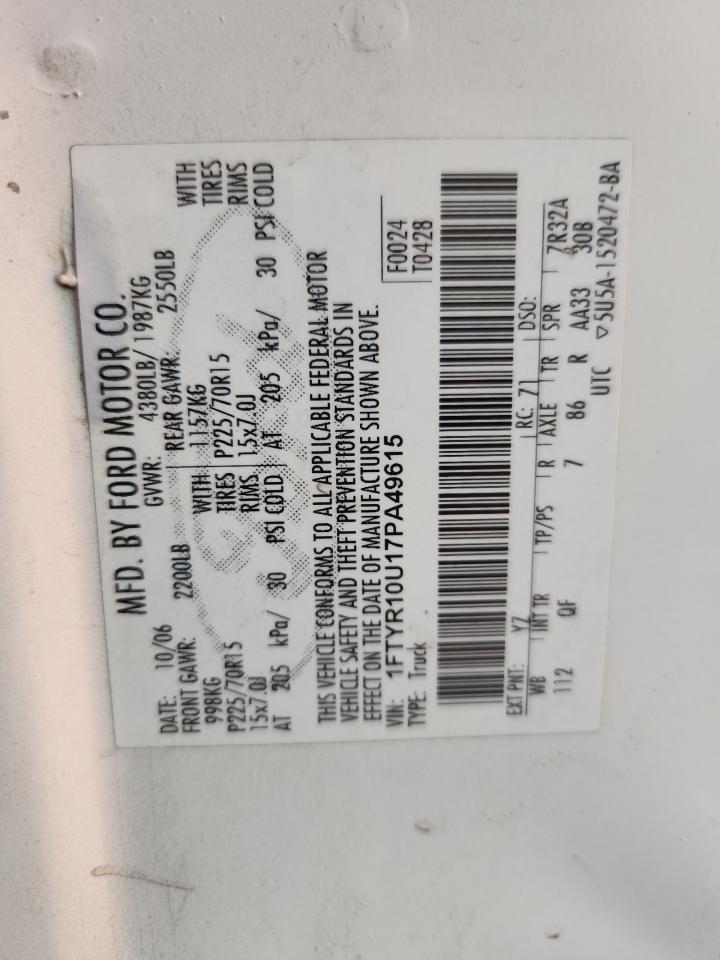 MFD. BY FORD MOTOR CO.
DATE: 10/06 GVWR: 4380LB/ 1987KG
FRONT GAWR: 2200LB REAR GAWR: 2550LB
998KG WITH 1157KG WITH
P225/70R15 TIRES P225/70R15 TIRES
15x7.0J RIMS 15x7.0J RIMS
AT 205 kPa/ 30 PSI COLD AT 205 kPa/ 30 PSI COLD
THIS VEHICLE CONFORMS TO ALL APPLICABLE FEDERAL MOTOR
VEHICLE SAFETY AND THEFT PREVENTION STANDARDS IN
EFFECT ON THE DATE OF MANUFACTURE SHOWN ABOVE.
VIN: 1FTYR10U17PA49615 F0024
TYPE: Truck T0428
EXT PNT: YZ RC: 71 DSO:
WB INT TR TP/PS R AXLE TR SPR 7R32A
112 QF 7 86 R AA33 30B
UTC ▽5U5A-1520472-BA